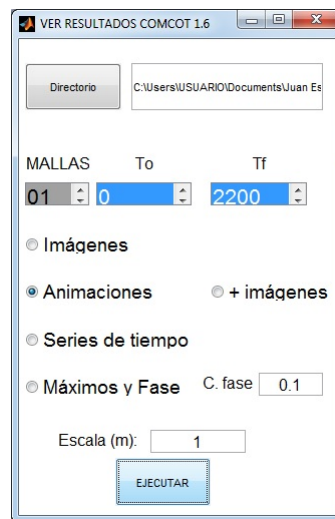 VER RESULTADOS COMCOT 1.6
Directorio C:\Users\USUARIO\Documents\Juan Es
MALLAS To Tf
01 0 2200
Imágenes
Animaciones + imágenes
Series de tiempo
Máximos y Fase C. fase 0.1
Escala (m): 1
EJECUTAR